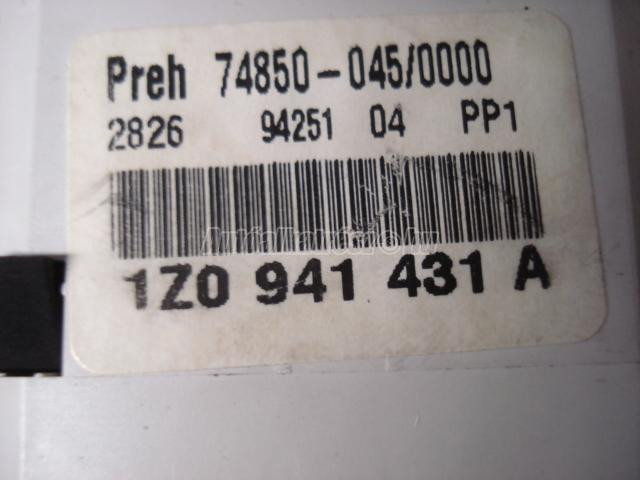 Preh 74850-045/0000
2826 94251 04 PP1
1Z0 941 431 A